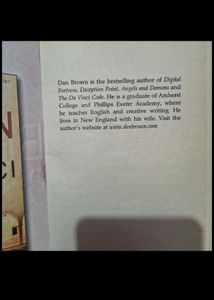 Dan Brown is the bestselling author of Digital
Fortress, Deception Point, Angels and Demons and
The Da Vinci Code. He is a graduate of Amherst
College and Phillips Exeter Academy, where
he teaches English and creative writing. He
lives in New England with his wife. Visit the
author's website at www.danbrown.com
N
CI